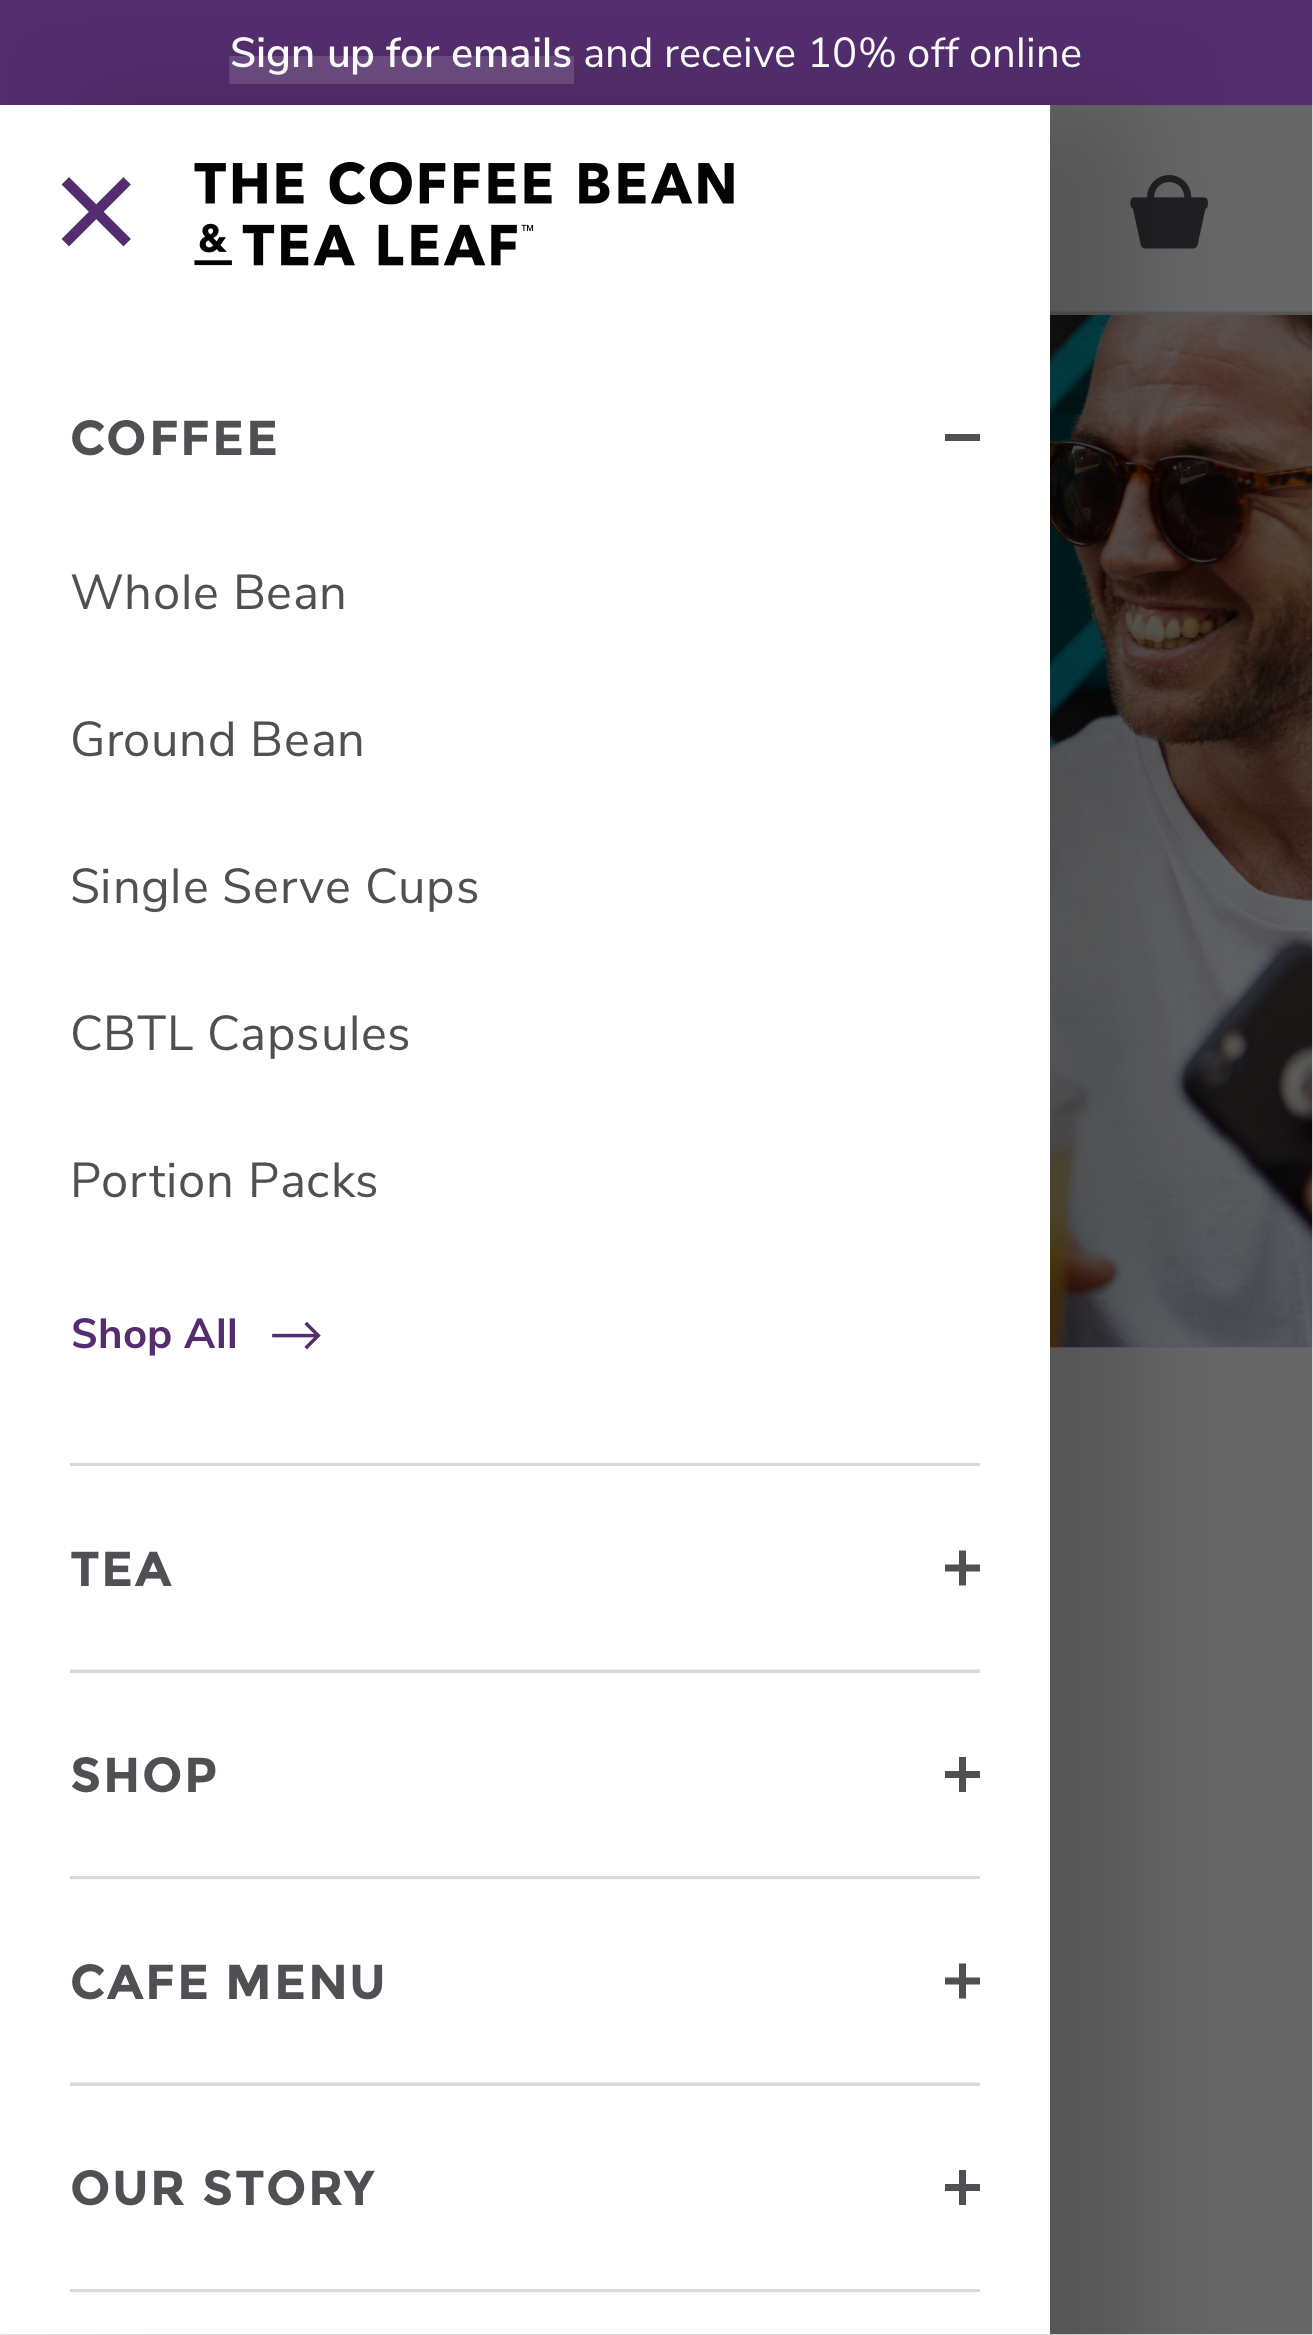 Sign up for emails and receive 10% off online
THE COFFEE BEAN
& TEA LEAF™
COFFEE
Whole Bean
Ground Bean
Single Serve Cups
CBTL Capsules
Portion Packs
Shop All
TEA
SHOP
CAFE MENU
OUR STORY